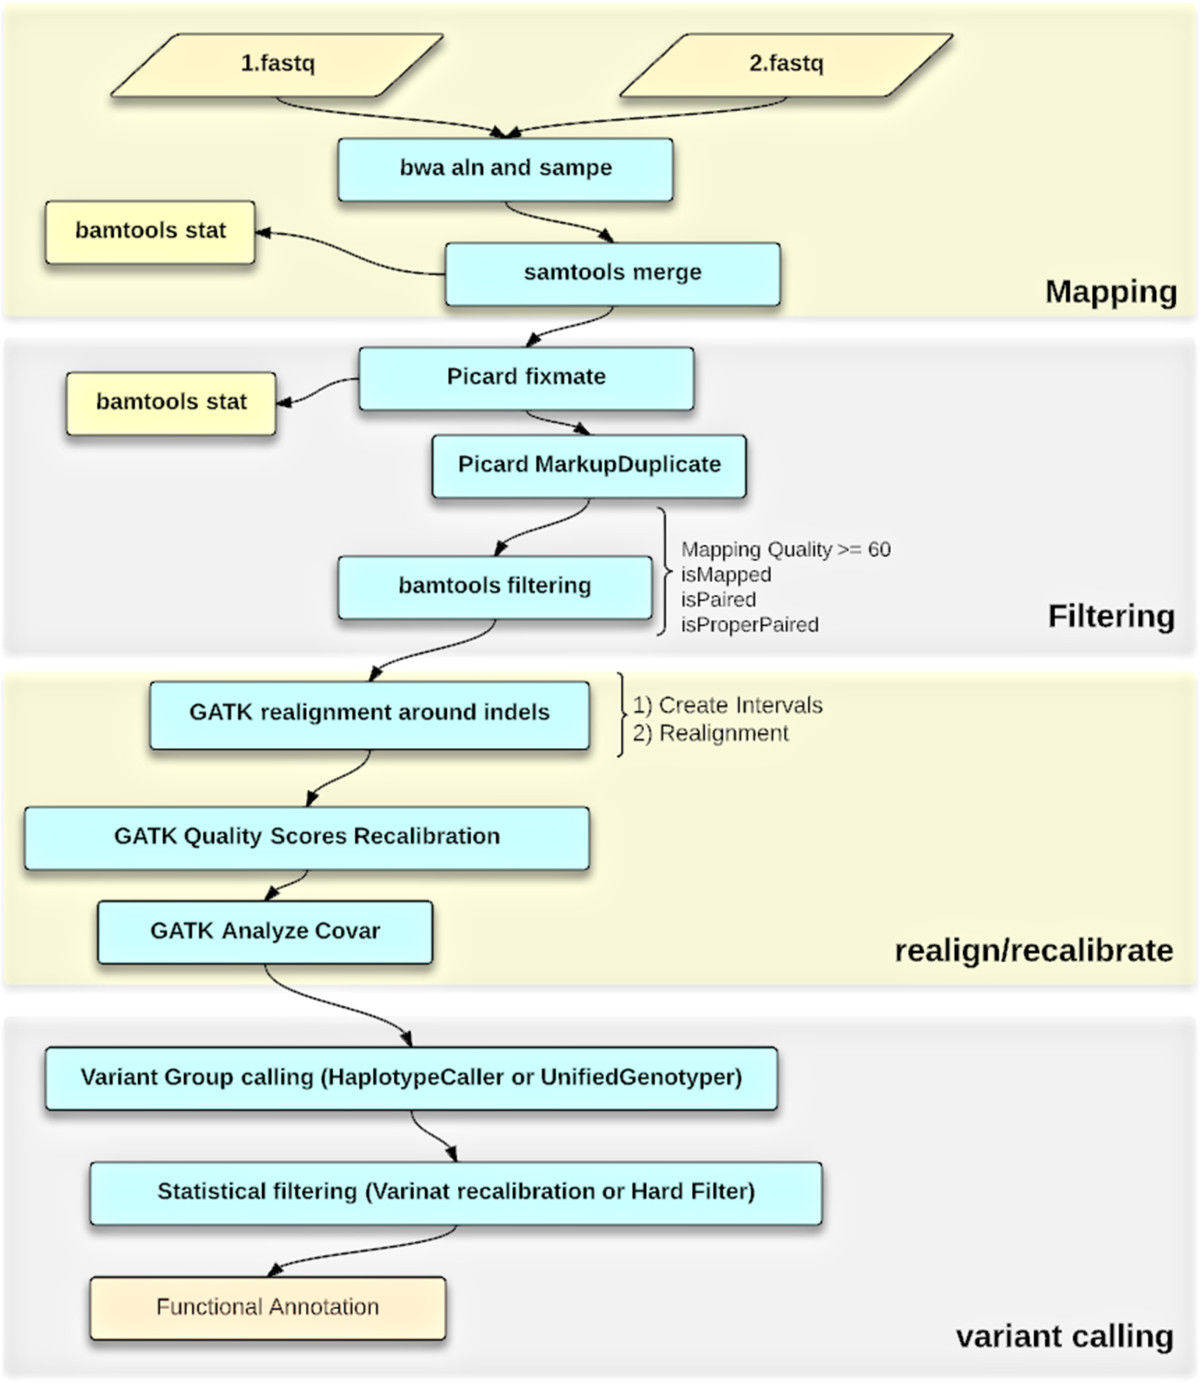 1.fastq
2.fastq
bwa aln and sampe
bamtools stat
samtools merge
Mapping
Picard fixmate
bamtools stat
Picard MarkupDuplicate
Mapping Quality >= 60
isMapped
isPaired
isProperPaired
bamtools filtering
Filtering
GATK realignment around indels
1) Create Intervals
2) Realignment
GATK Quality Scores Recalibration
GATK Analyze Covar
realign/recalibrate
Variant Group calling (HaplotypeCaller or UnifiedGenotyper)
Statistical filtering (Varinat recalibration or Hard Filter)
Functional Annotation
variant calling